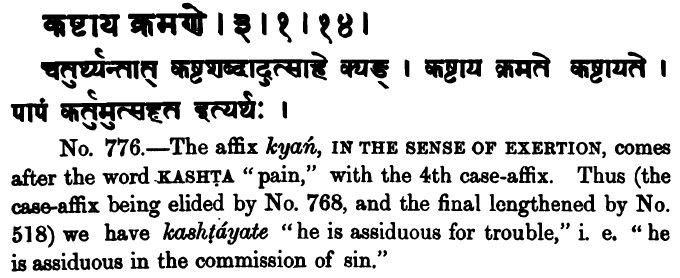 कष्टाय क्रमणे । ३ । १ । १४ ।
चतुर्थ्यन्तात् कष्टशब्दादुत्साहे क्यङ् । कष्टाय क्रमते कष्टायते ।
पापं कर्तुमुत्सहत इत्यर्थः ।
No. 776.—The affix kyań, IN THE SENSE OF EXERTION, comes
after the word KASHṬA “pain,” with the 4th case-affix. Thus (the
case-affix being elided by No. 768, and the final lengthened by No.
518) we have kashṭáyate “he is assiduous for trouble,” i. e. “he
is assiduous in the commission of sin.”